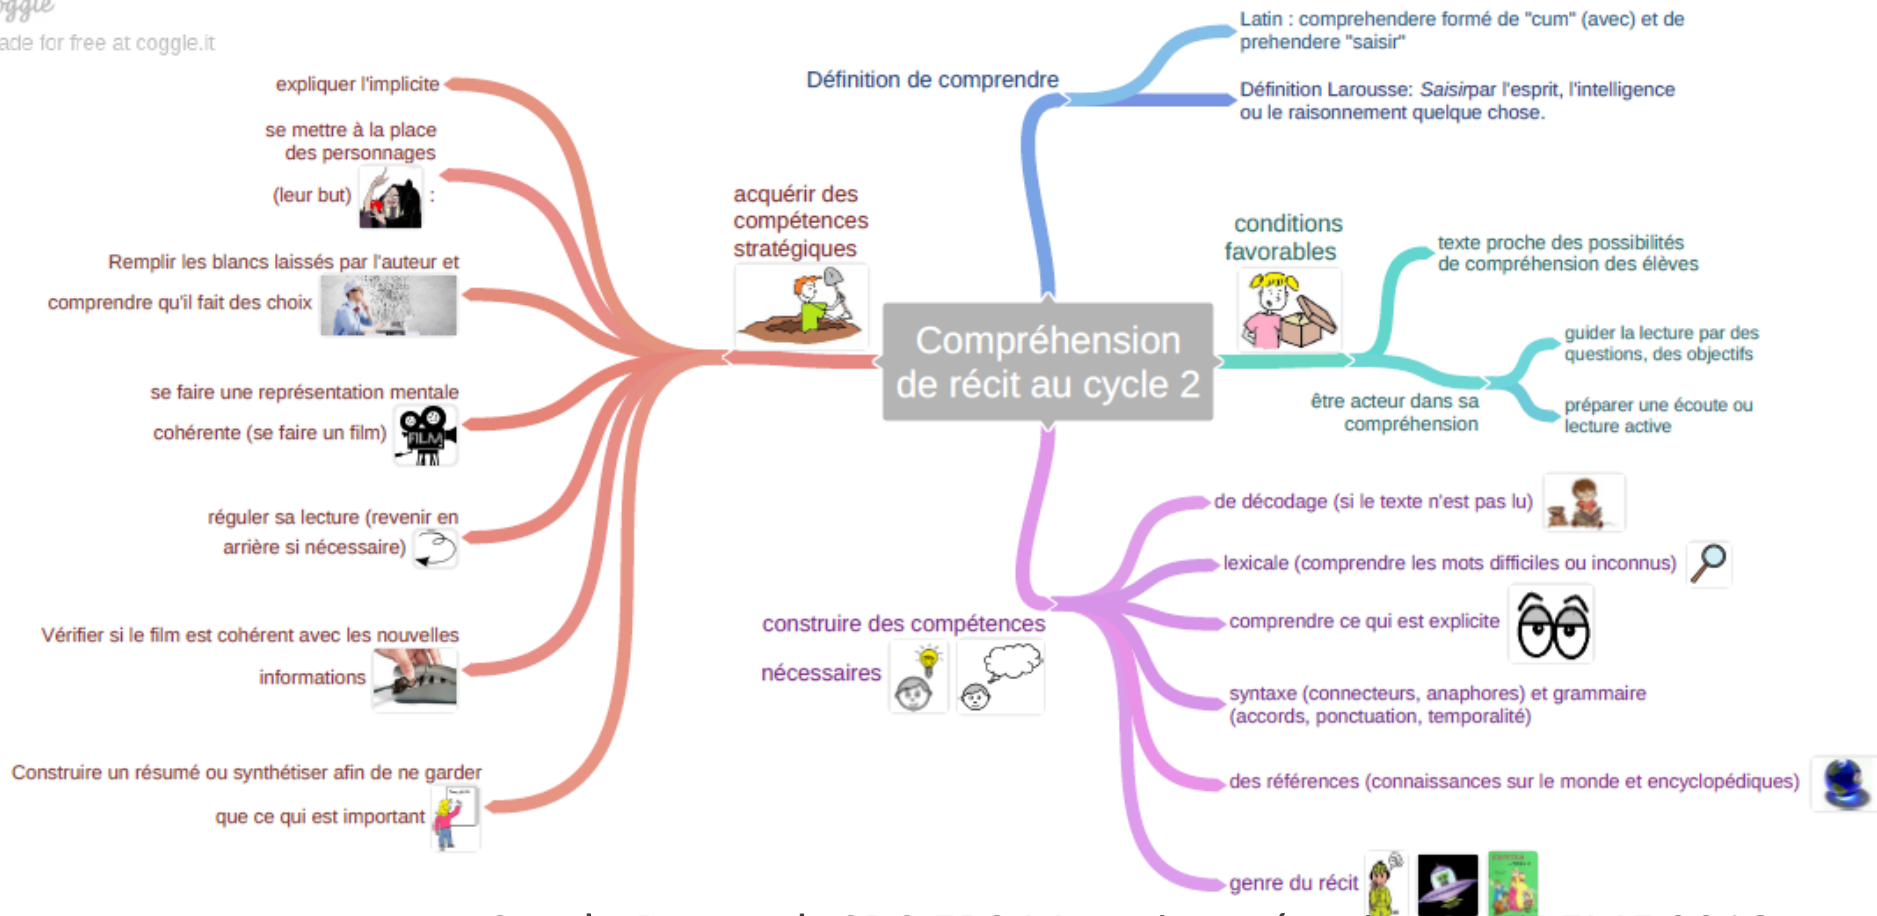 oggle
ade for free at coggle.it
Compréhension
de récit au cycle 2
Définition de comprendre
Latin : comprehendere formé de "cum" (avec) et de
prehendere "saisir"
Définition Larousse: Saisirpar l'esprit, l'intelligence
ou le raisonnement quelque chose.
conditions
favorables
texte proche des possibilités
de compréhension des élèves
être acteur dans sa
compréhension
guider la lecture par des
questions, des objectifs
préparer une écoute ou
lecture active
construire des compétences
nécessaires
de décodage (si le texte n'est pas lu)
lexicale (comprendre les mots difficiles ou inconnus)
comprendre ce qui est explicite
syntaxe (connecteurs, anaphores) et grammaire
(accords, ponctuation, temporalité)
des références (connaissances sur le monde et encyclopédiques)
genre du récit
acquérir des
compétences
stratégiques
expliquer l'implicite
se mettre à la place
des personnages
(leur but) :
Remplir les blancs laissés par l'auteur et
comprendre qu'il fait des choix
se faire une représentation mentale
cohérente (se faire un film)
FILM
réguler sa lecture (revenir en
arrière si nécessaire)
Vérifier si le film est cohérent avec les nouvelles
informations
Construire un résumé ou synthétiser afin de ne garder
que ce qui est important